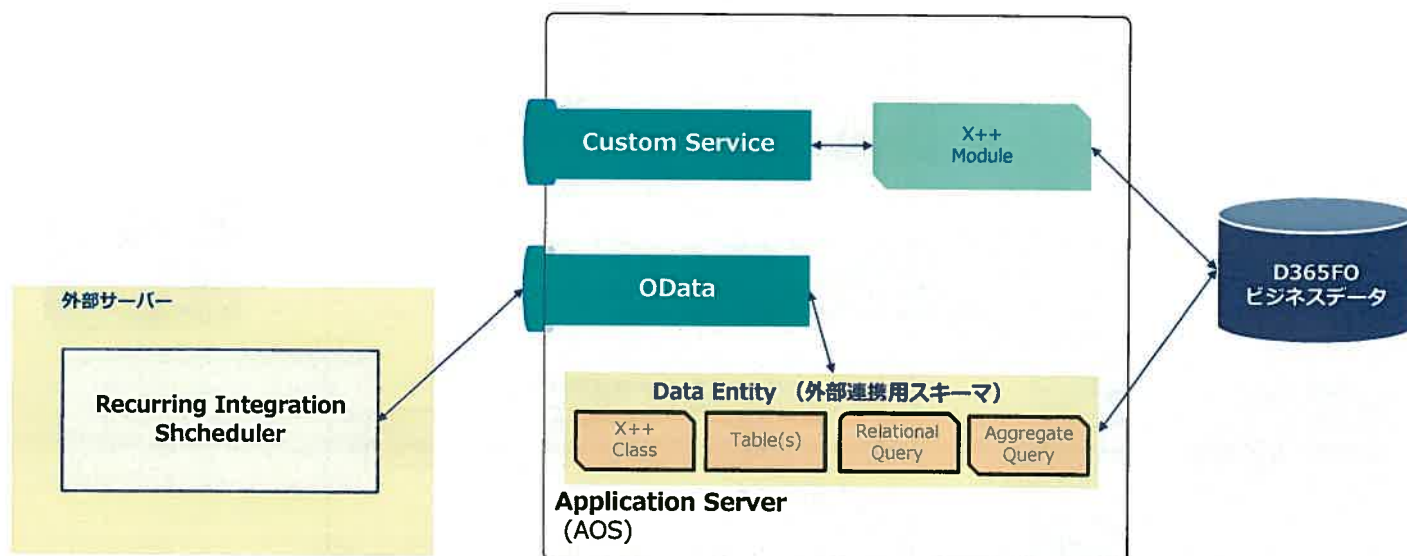 Custom Service
X++
Module
OData
D365FO
ビジネスデータ
外部サーバー
Recurring Integration
Shcheduler
Data Entity （外部連携用スキーマ）
X++
Class
Table(s)
Relational
Query
Aggregate
Query
Application Server
(AOS)